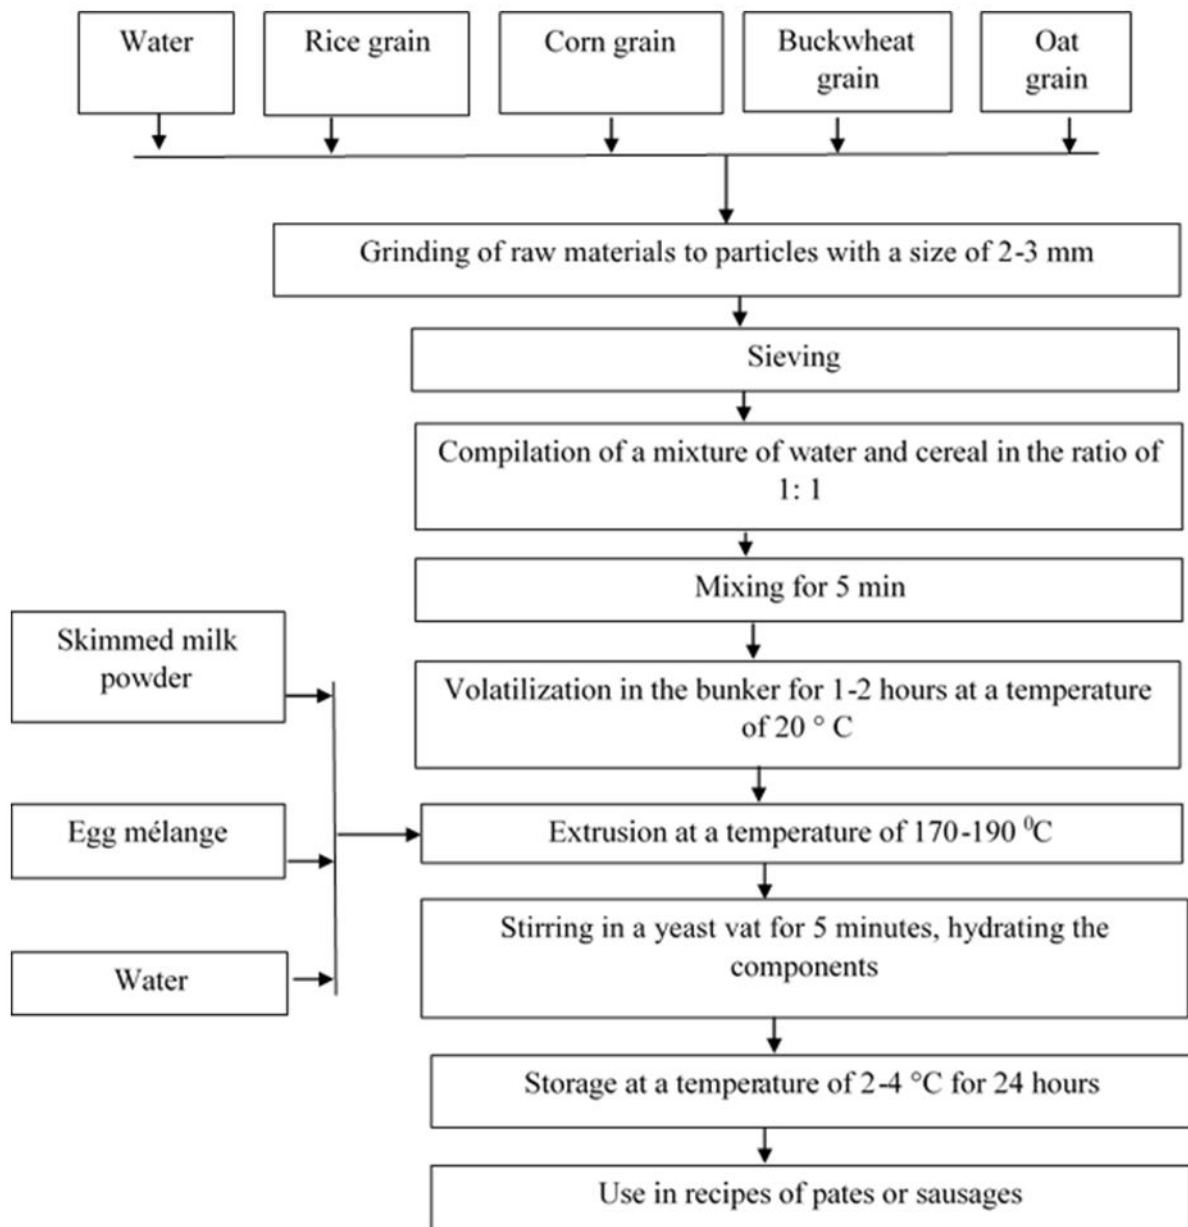 Water
Rice grain
Corn grain
Buckwheat
grain
Oat
grain
Grinding of raw materials to particles with a size of 2-3 mm
Sieving
Compilation of a mixture of water and cereal in the ratio of
1: 1
Mixing for 5 min
Skimmed milk
powder
Volatilization in the bunker for 1-2 hours at a temperature
of 20 ° C
Egg mélange
Extrusion at a temperature of 170-190 ⁰C
Stirring in a yeast vat for 5 minutes, hydrating the
components
Water
Storage at a temperature of 2-4 °C for 24 hours
Use in recipes of pates or sausages